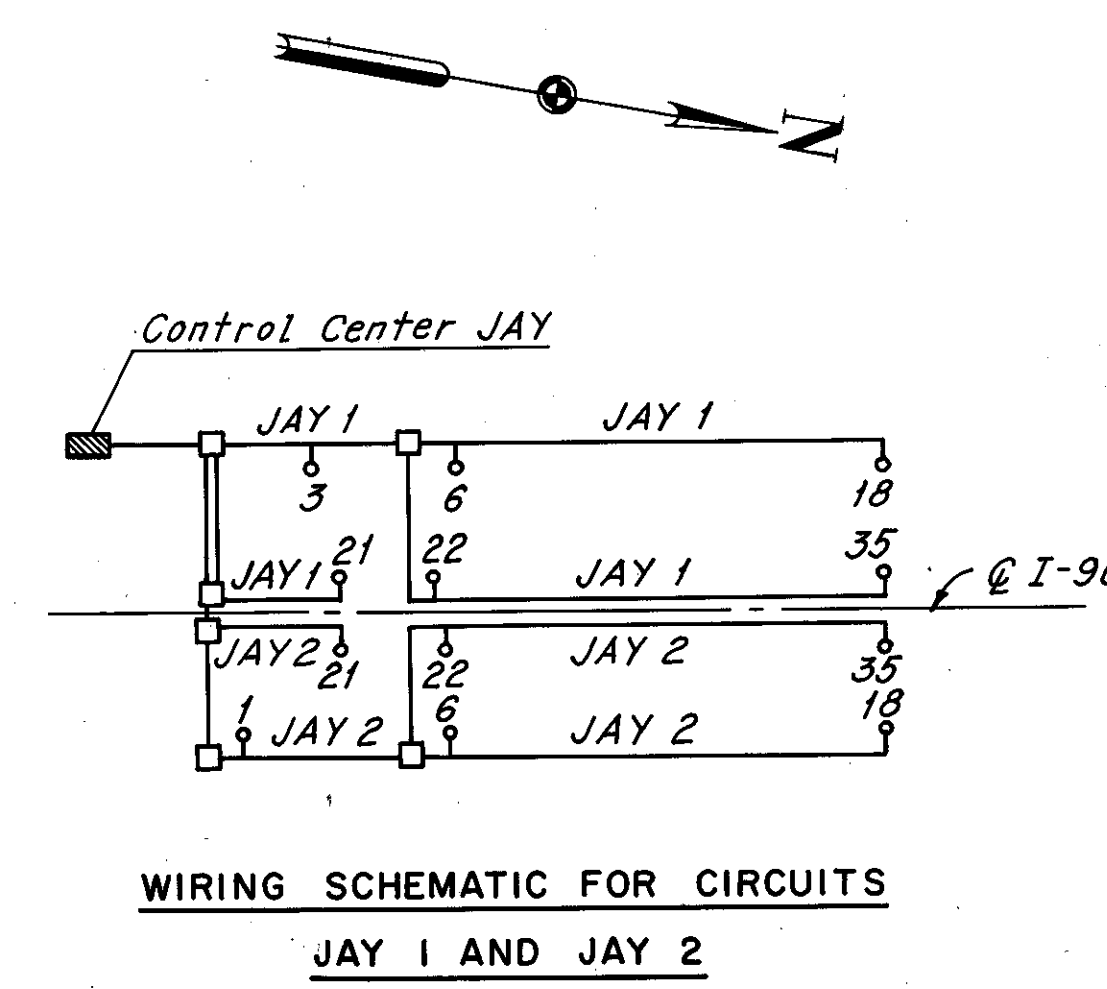 N
Control Center JAY
JAY 1 JAY 1
3 6 18
21 22 35
JAY 1 JAY 1
℄ I-90
JAY 2 JAY 2
21 22 35
1 6 18
JAY 2 JAY 2
WIRING SCHEMATIC FOR CIRCUITS
JAY 1 AND JAY 2